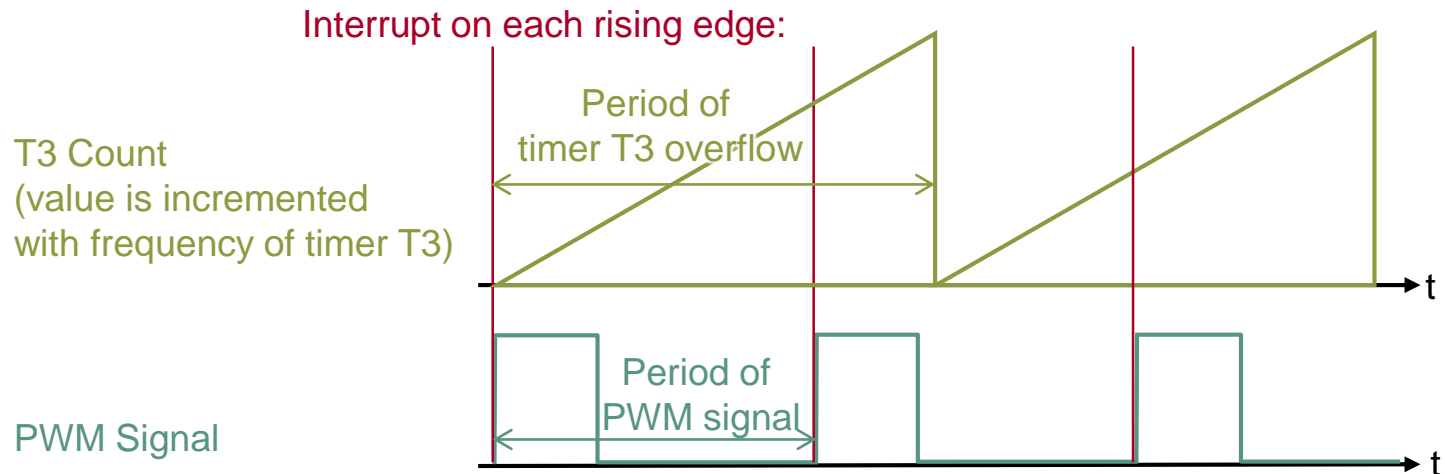 Interrupt on each rising edge:
Period of
timer T3 overflow
T3 Count
(value is incremented
with frequency of timer T3)
t
Period of
PWM signal
PWM Signal
t